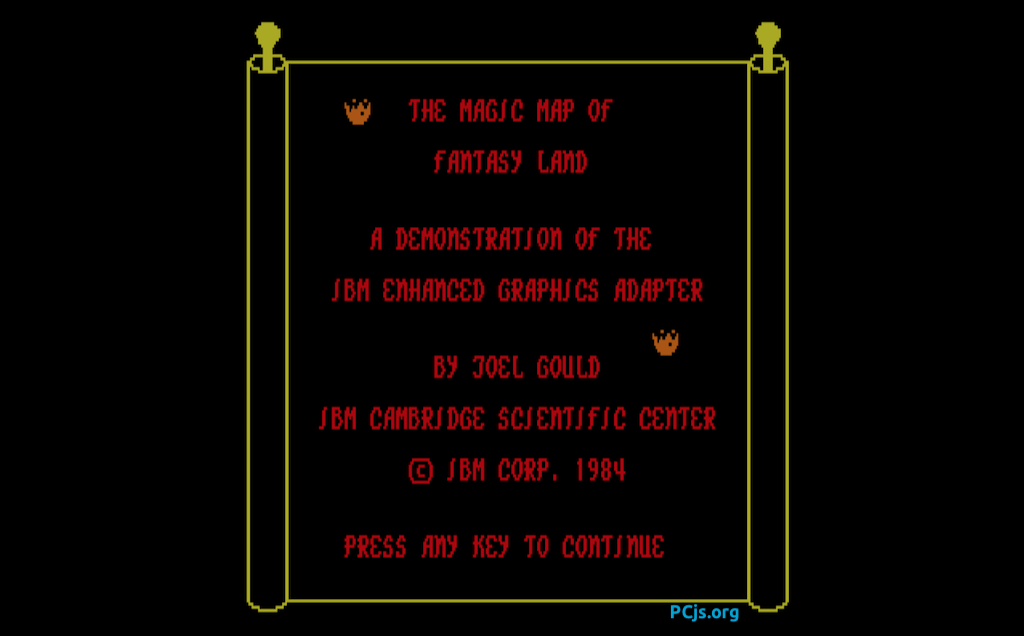 THE MAGIC MAP OF
FANTASY LAND
A DEMONSTRATION OF THE
IBM ENHANCED GRAPHICS ADAPTER
BY JOEL GOULD
IBM CAMBRIDGE SCIENTIFIC CENTER
© IBM CORP. 1984
PRESS ANY KEY TO CONTINUE
PCjs.org